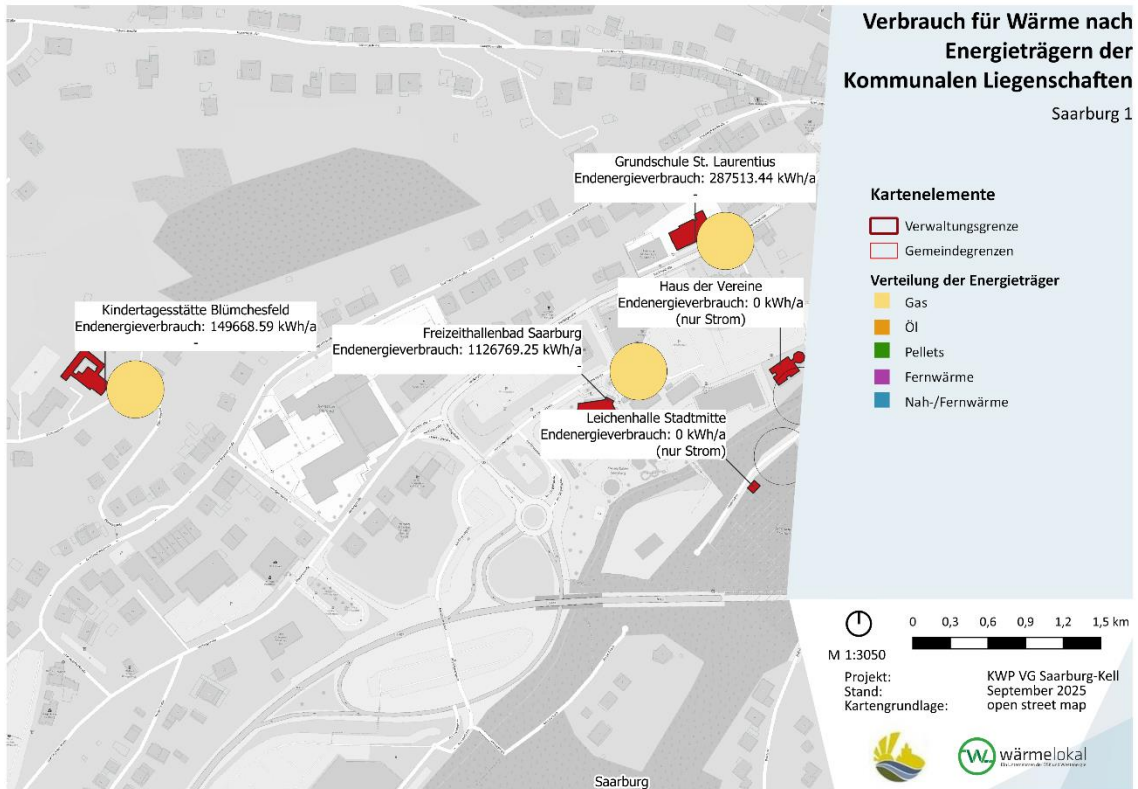 Verbrauch für Wärme nach
Energieträgern der
Kommunalen Liegenschaften
Saarburg 1
Grundschule St. Laurentius
Endenergieverbrauch: 287513.44 kWh/a
-
Haus der Vereine
Endenergieverbrauch: 0 kWh/a
(nur Strom)
Kindertagesstätte Blümchesfeld
Endenergieverbrauch: 149668.59 kWh/a
-
Freizeithallenbad Saarburg
Endenergieverbrauch: 1126769.25 kWh/a
-
Leichenhalle Stadtmitte
Endenergieverbrauch: 0 kWh/a
(nur Strom)
Saarburg
Kartenelemente
Verwaltungsgrenze
Gemeindegrenzen
Verteilung der Energieträger
Gas
Öl
Pellets
Fernwärme
Nah-/Fernwärme
0 0,3 0,6 0,9 1,2 1,5 km
M 1:3050
Projekt: KWP VG Saarburg-Kell
Stand: September 2025
Kartengrundlage: open street map
W
wärmelokal